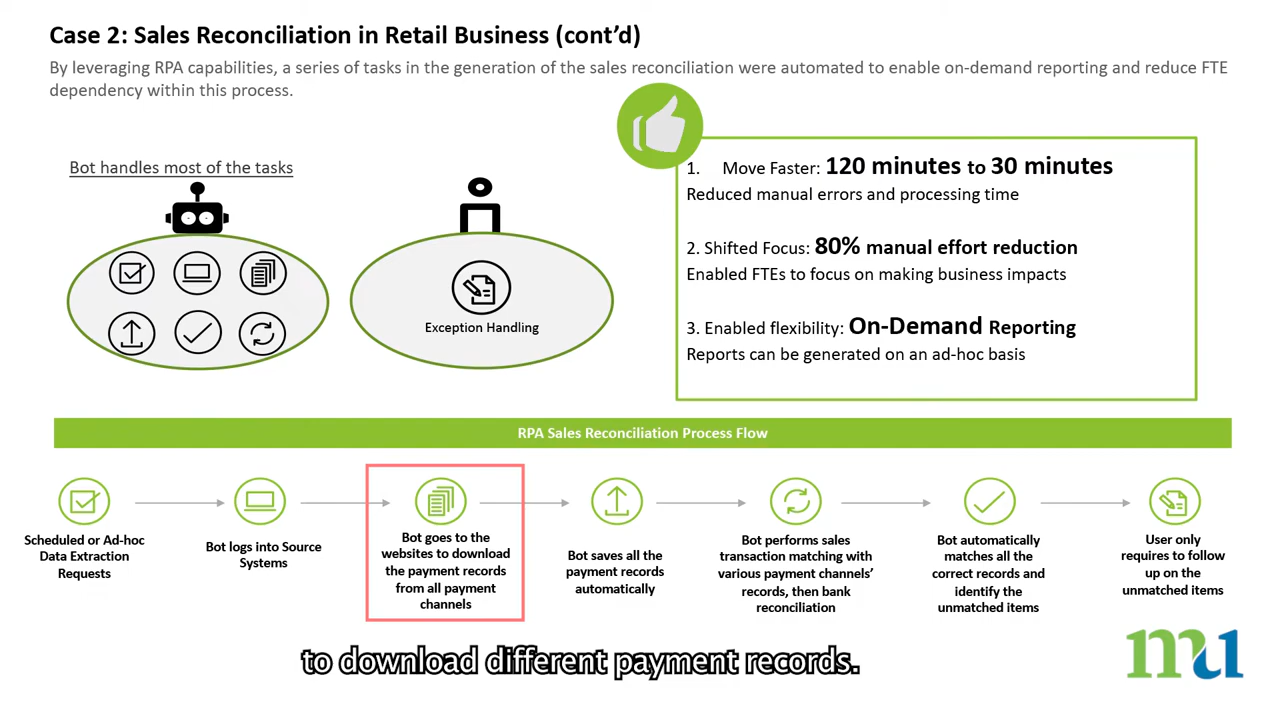 Case 2: Sales Reconciliation in Retail Business (cont’d)
By leveraging RPA capabilities, a series of tasks in the generation of the sales reconciliation were automated to enable on-demand reporting and reduce FTE
dependency within this process.
Bot handles most of the tasks
Exception Handling
1. Move Faster: 120 minutes to 30 minutes
Reduced manual errors and processing time
2. Shifted Focus: 80% manual effort reduction
Enabled FTEs to focus on making business impacts
3. Enabled flexibility: On-Demand Reporting
Reports can be generated on an ad-hoc basis
RPA Sales Reconciliation Process Flow
Scheduled or Ad-hoc
Data Extraction
Requests
Bot logs into Source
Systems
Bot goes to the
websites to download
the payment records
from all payment
channels
Bot saves all the
payment records
automatically
Bot performs sales
transaction matching with
various payment channels’
records, then bank
reconciliation
Bot automatically
matches all the
correct records and
identify the
unmatched items
User only
requires to follow
up on the
unmatched items
to download different payment records.
mu